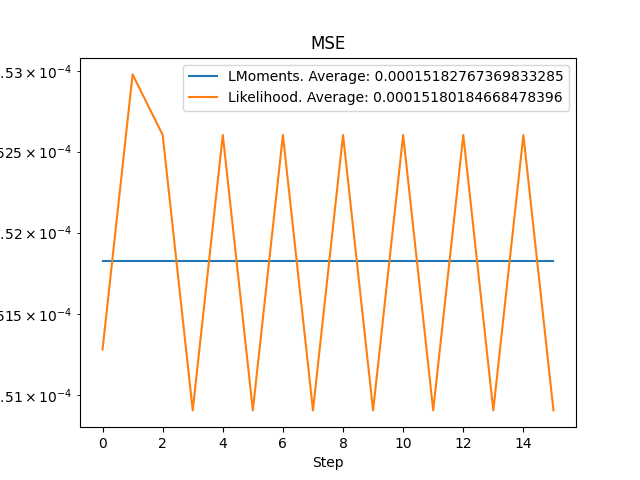 MSE
LMoments. Average: 0.00015182767369833285
Likelihood. Average: 0.00015180184668478396
.53 × 10⁻⁴
525 × 10⁻⁴
.52 × 10⁻⁴
515 × 10⁻⁴
.51 × 10⁻⁴
0 2 4 6 8 10 12 14
Step